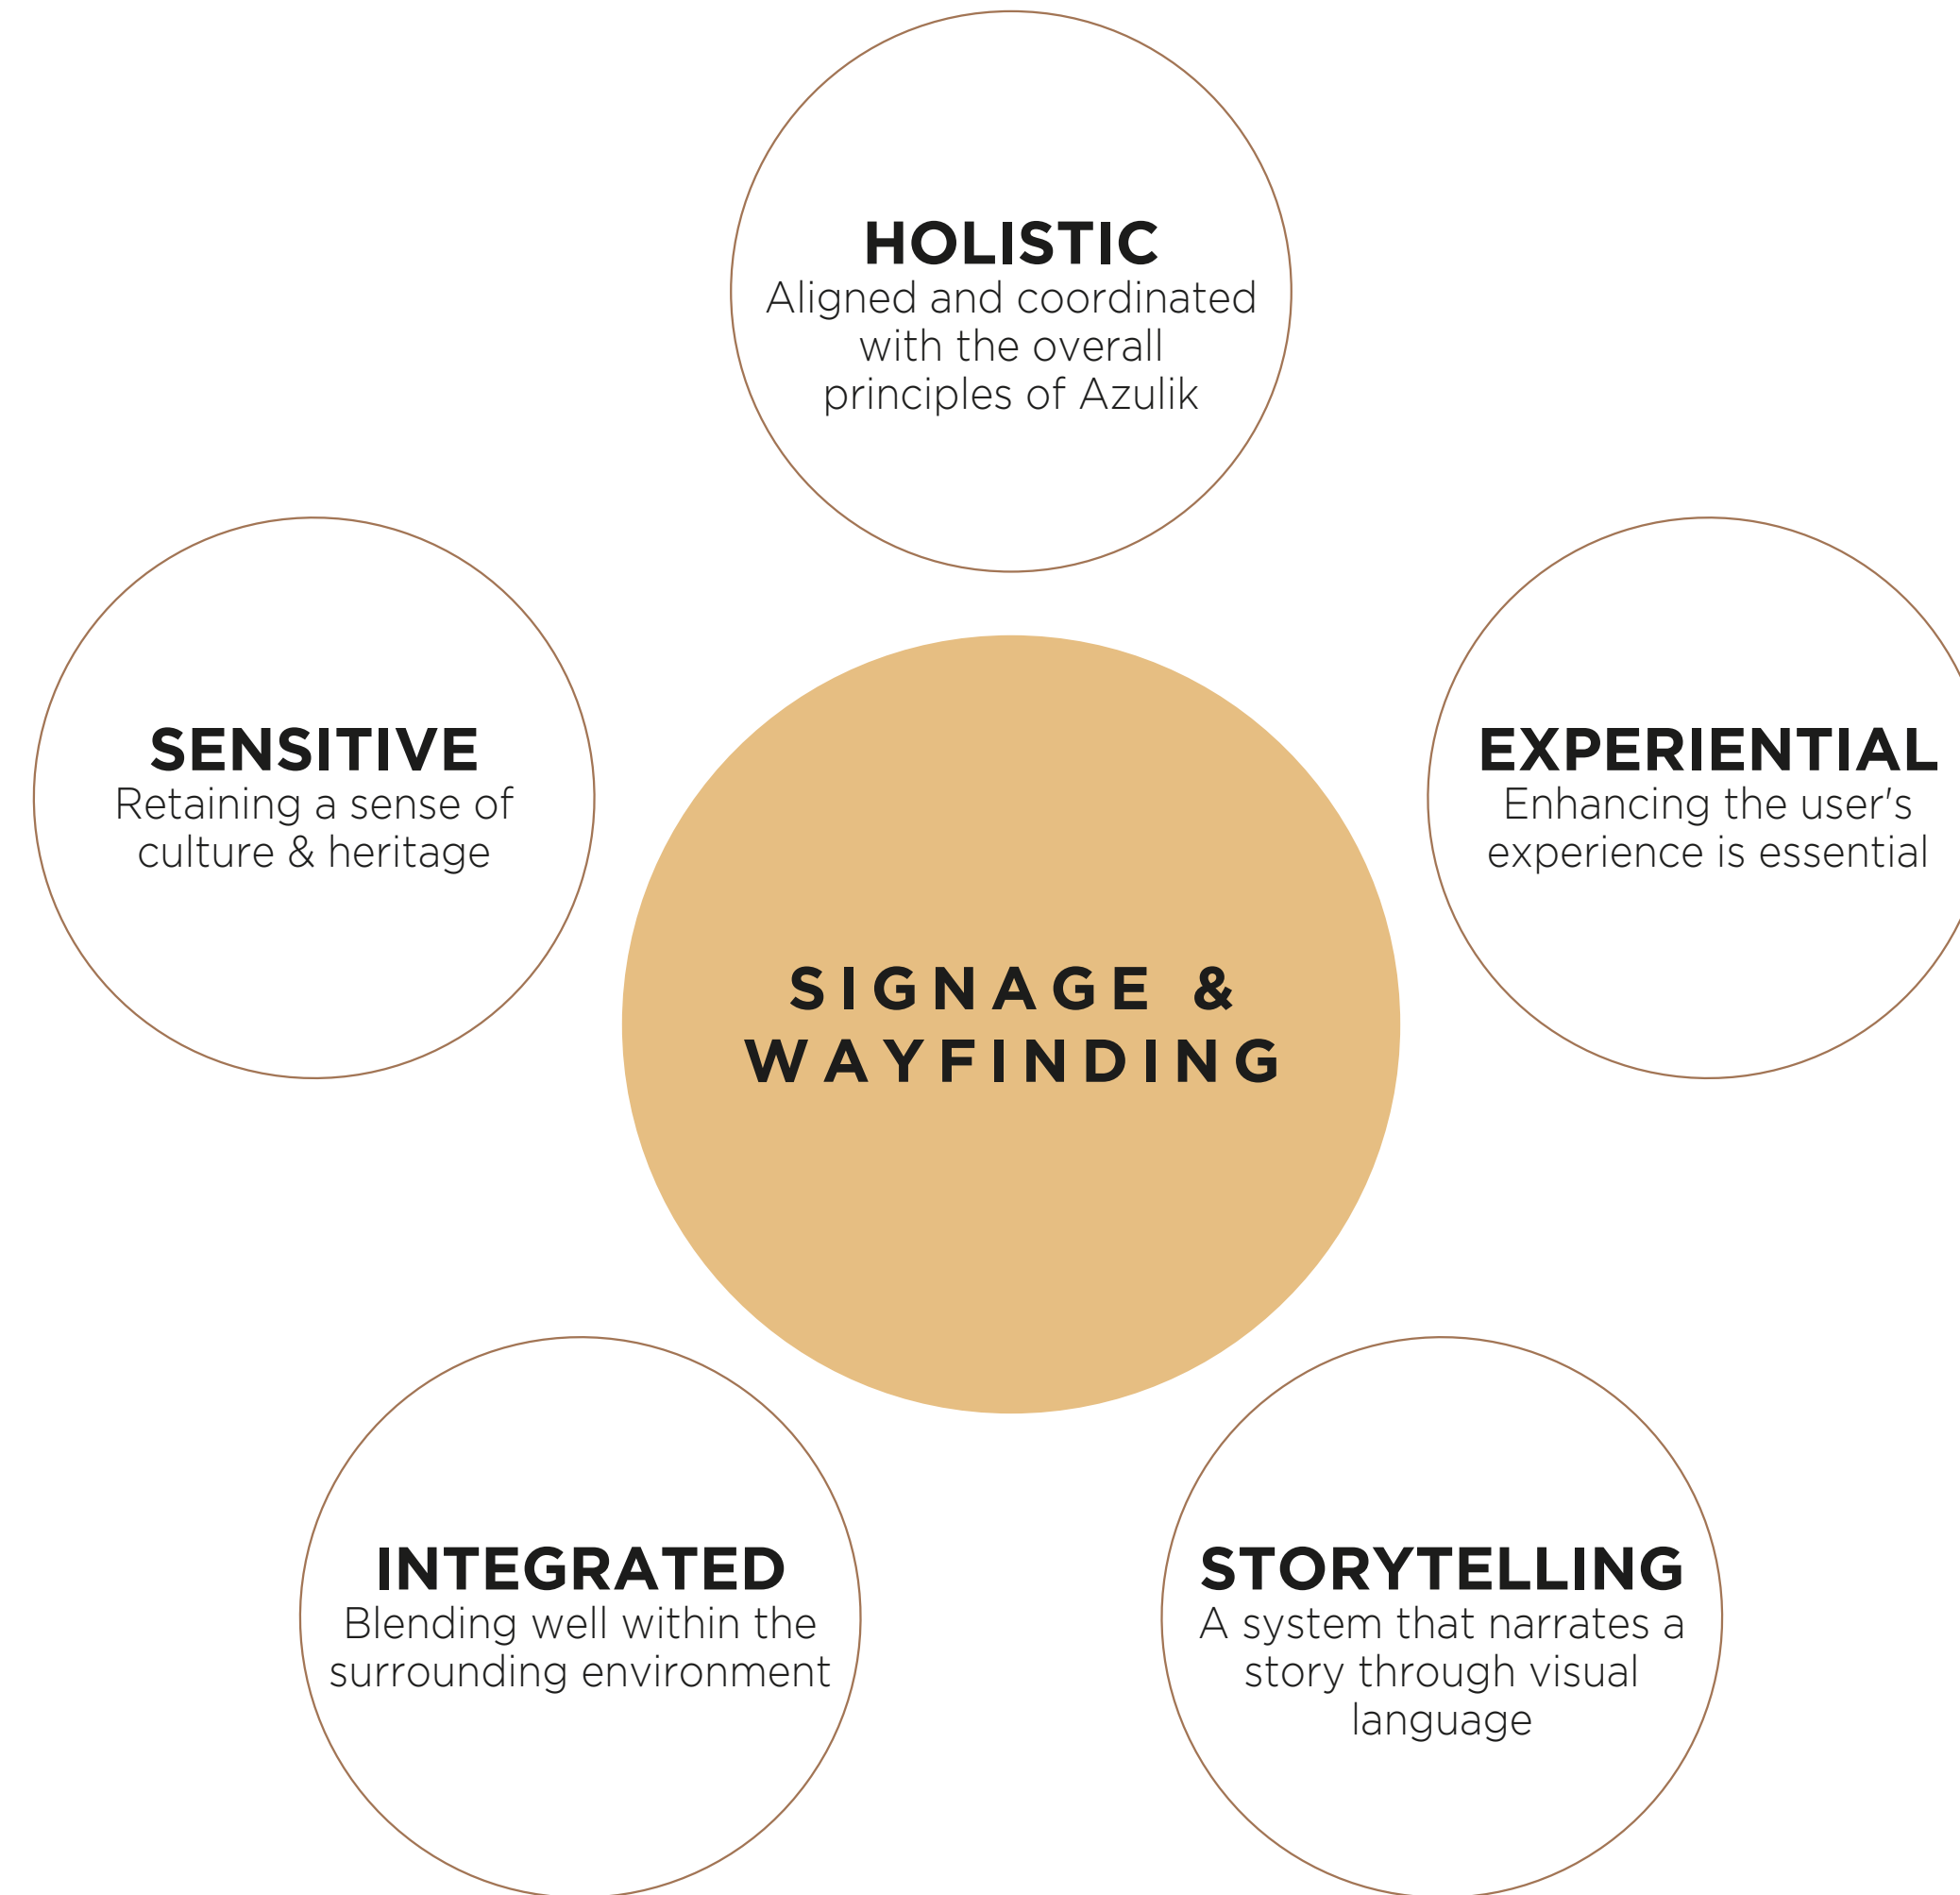 HOLISTIC
Aligned and coordinated
with the overall
principles of Azulik
SENSITIVE
Retaining a sense of
culture & heritage
EXPERIENTIAL
Enhancing the user's
experience is essential
SIGNAGE &
WAYFINDING
INTEGRATED
Blending well within the
surrounding environment
STORYTELLING
A system that narrates a
story through visual
language